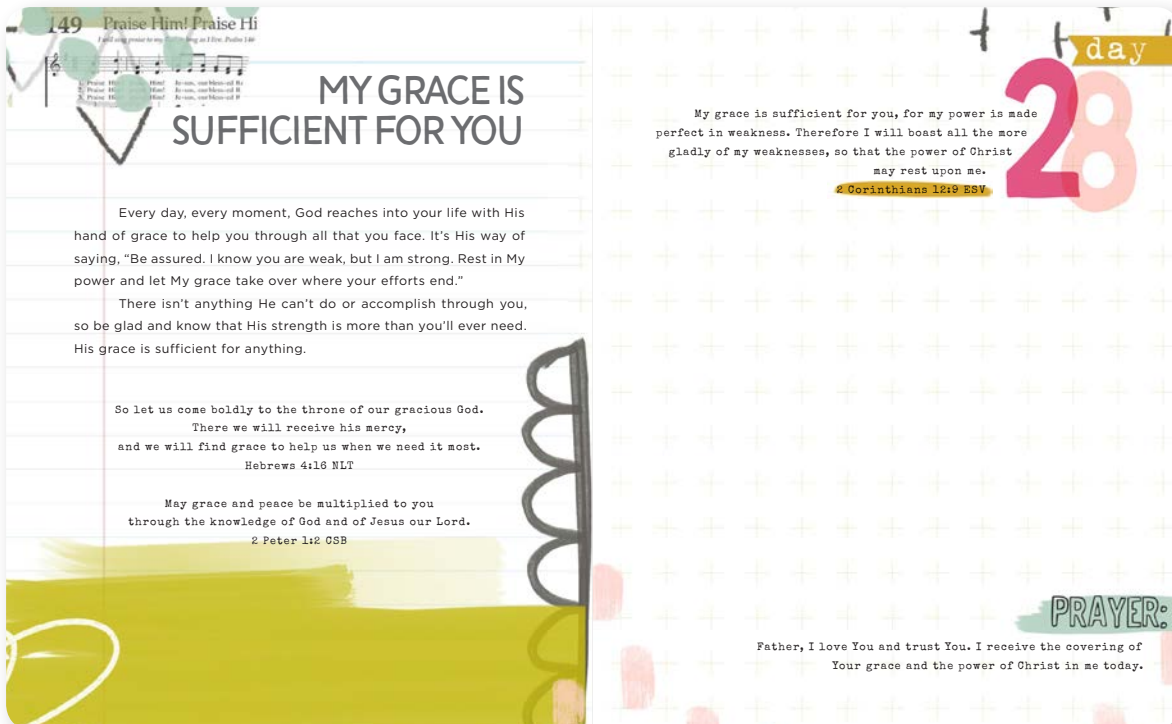 149 Praise Him! Praise Hi
MY GRACE IS
SUFFICIENT FOR YOU
Every day, every moment, God reaches into your life with His
hand of grace to help you through all that you face. It’s His way of
saying, “Be assured. I know you are weak, but I am strong. Rest in My
power and let My grace take over where your efforts end.”
There isn’t anything He can’t do or accomplish through you,
so be glad and know that His strength is more than you’ll ever need.
His grace is sufficient for anything.
So let us come boldly to the throne of our gracious God.
There we will receive his mercy,
and we will find grace to help us when we need it most.
Hebrews 4:16 NLT
May grace and peace be multiplied to you
through the knowledge of God and of Jesus our Lord.
2 Peter 1:2 CSB
day
28
My grace is sufficient for you, for my power is made
perfect in weakness. Therefore I will boast all the more
gladly of my weaknesses, so that the power of Christ
may rest upon me.
2 Corinthians 12:9 ESV
PRAYER:
Father, I love You and trust You. I receive the covering of
Your grace and the power of Christ in me today.